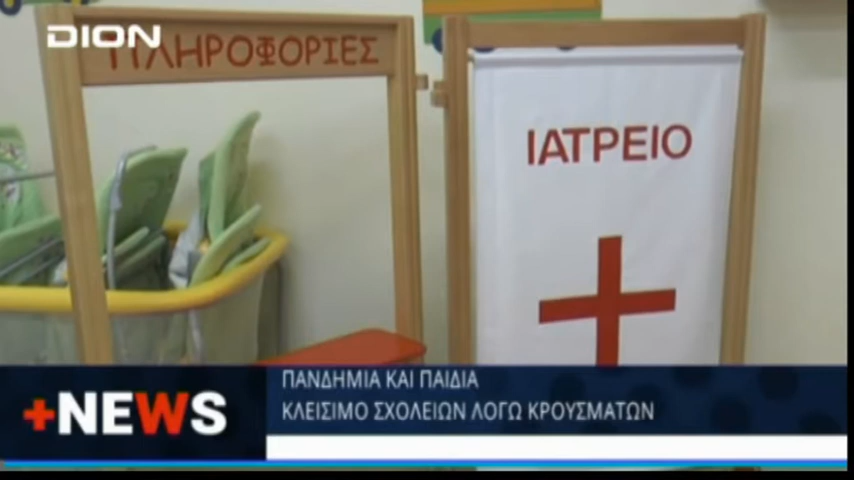 DION
ΠΛΗΡΟΦΟΡΙΕΣ
ΙΑΤΡΕΙΟ
+NEWS
ΠΑΝΔΗΜΙΑ ΚΑΙ ΠΑΙΔΙΑ
ΚΛΕΙΣΙΜΟ ΣΧΟΛΕΙΩΝ ΛΟΓΩ ΚΡΟΥΣΜΑΤΩΝ